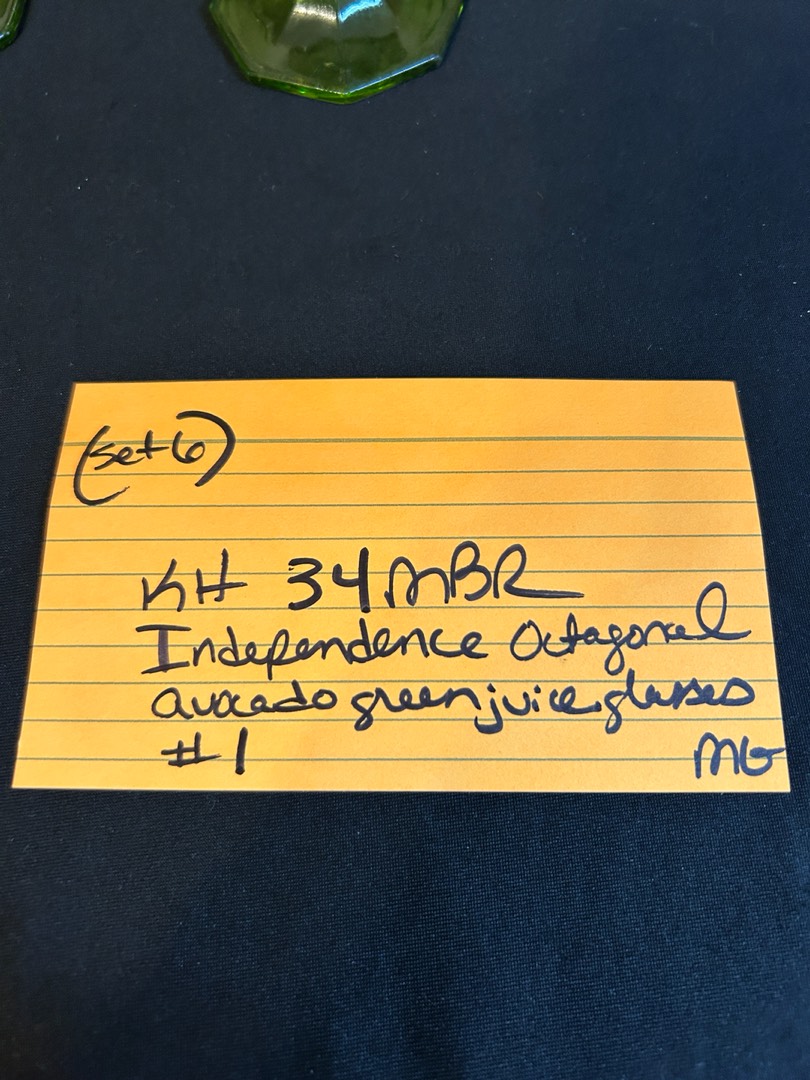 (set 6)
KH 34 MBR
Independence Octagonal
avocado green juice glasses
#1 MG